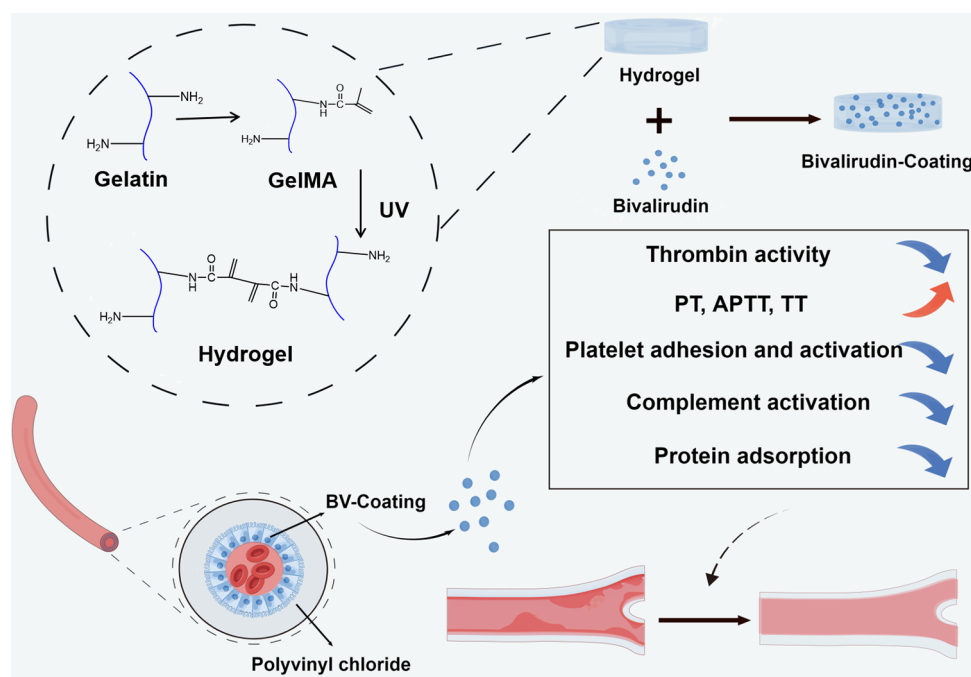 NH₂
H₂N
Gelatin
O
N
H
C
H₂N
GelMA
UV
O
N
H
C
C
O
H
N
NH₂
H₂N
Hydrogel
Hydrogel
+
Bivalirudin
Bivalirudin-Coating
Thrombin activity
PT, APTT, TT
Platelet adhesion and activation
Complement activation
Protein adsorption
BV-Coating
Polyvinyl chloride